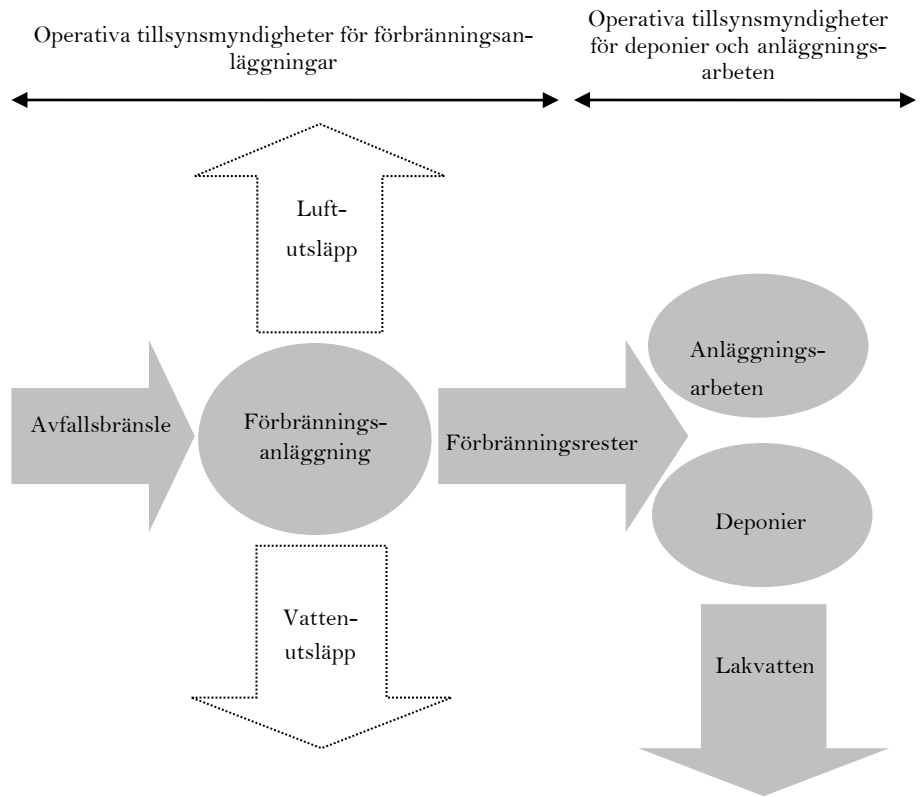 Operativa tillsynsmyndigheter för förbränningsan-
läggningar
Operativa tillsynsmyndigheter
för deponier och anläggnings-
arbeten
Luft-
utsläpp
Avfallsbränsle
Förbrännings-
anläggning
Förbränningsrester
Anläggnings-
arbeten
Deponier
Vatten-
utsläpp
Lakvatten